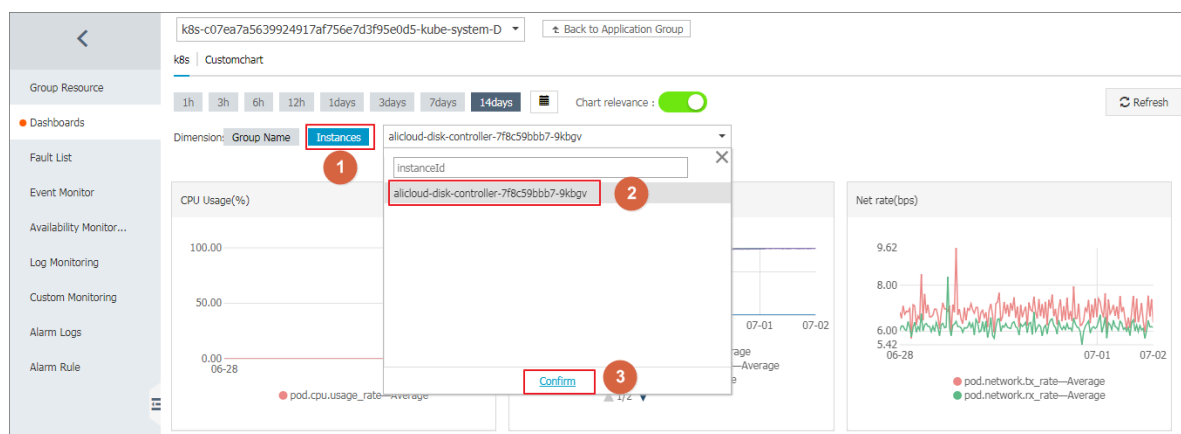 k8s-c07ea7a5639924917af756e7d3f95e0d5-kube-system-D
Back to Application Group
k8s
Customchart
Group Resource
Dashboards
Fault List
Event Monitor
Availability Monitor...
Log Monitoring
Custom Monitoring
Alarm Logs
Alarm Rule
1h 3h 6h 12h 1days 3days 7days 14days
Chart relevance :
Refresh
Dimension: Group Name Instances
alicloud-disk-controller-7f8c59bbb7-9kbgv
1
instanceId
alicloud-disk-controller-7f8c59bbb7-9kbgv
2
Confirm
3
CPU Usage(%)
100.00
50.00
0.00
06-28
pod.cpu.usage_rate—Average
07-01 07-02
rage
—Average
e
1/2
Net rate(bps)
9.62
8.00
6.00
5.42
06-28 07-01 07-02
pod.network.tx_rate—Average
pod.network.rx_rate—Average